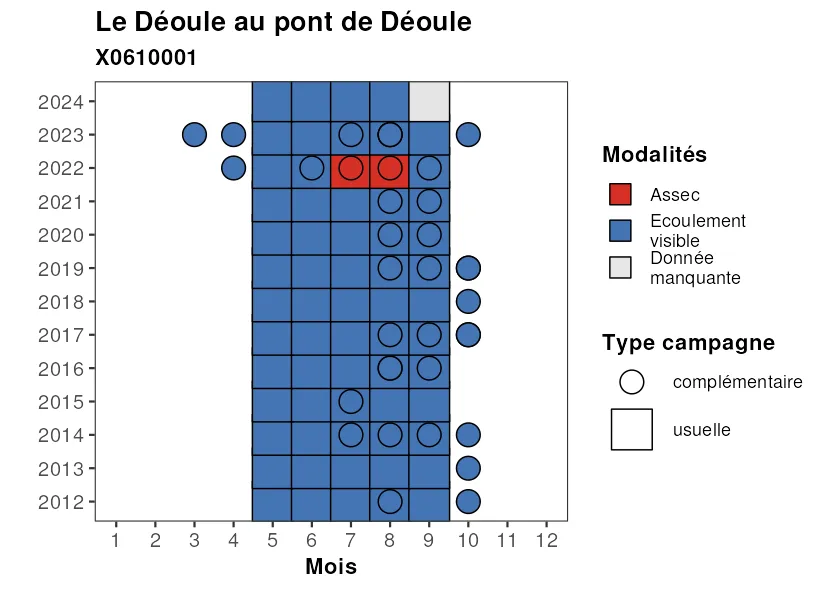 Le Déoule au pont de Déoule
X0610001
2024
2023
2022
2021
2020
2019
2018
2017
2016
2015
2014
2013
2012
1 2 3 4 5 6 7 8 9 10 11 12
Mois
Modalités
Assec
Ecoulement
visible
Donnée
manquante
Type campagne
complémentaire
usuelle